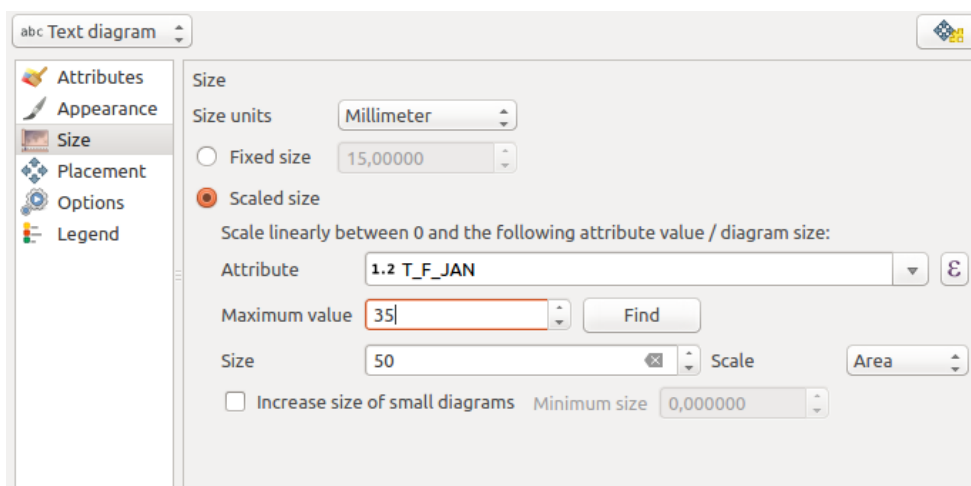 abc Text diagram
Attributes
Appearance
Size
Placement
Options
Legend
Size
Size units Millimeter
Fixed size 15,00000
Scaled size
Scale linearly between 0 and the following attribute value / diagram size:
Attribute 1.2 T_F_JAN ε
Maximum value 35 Find
Size 50 Scale Area
Increase size of small diagrams Minimum size 0,000000